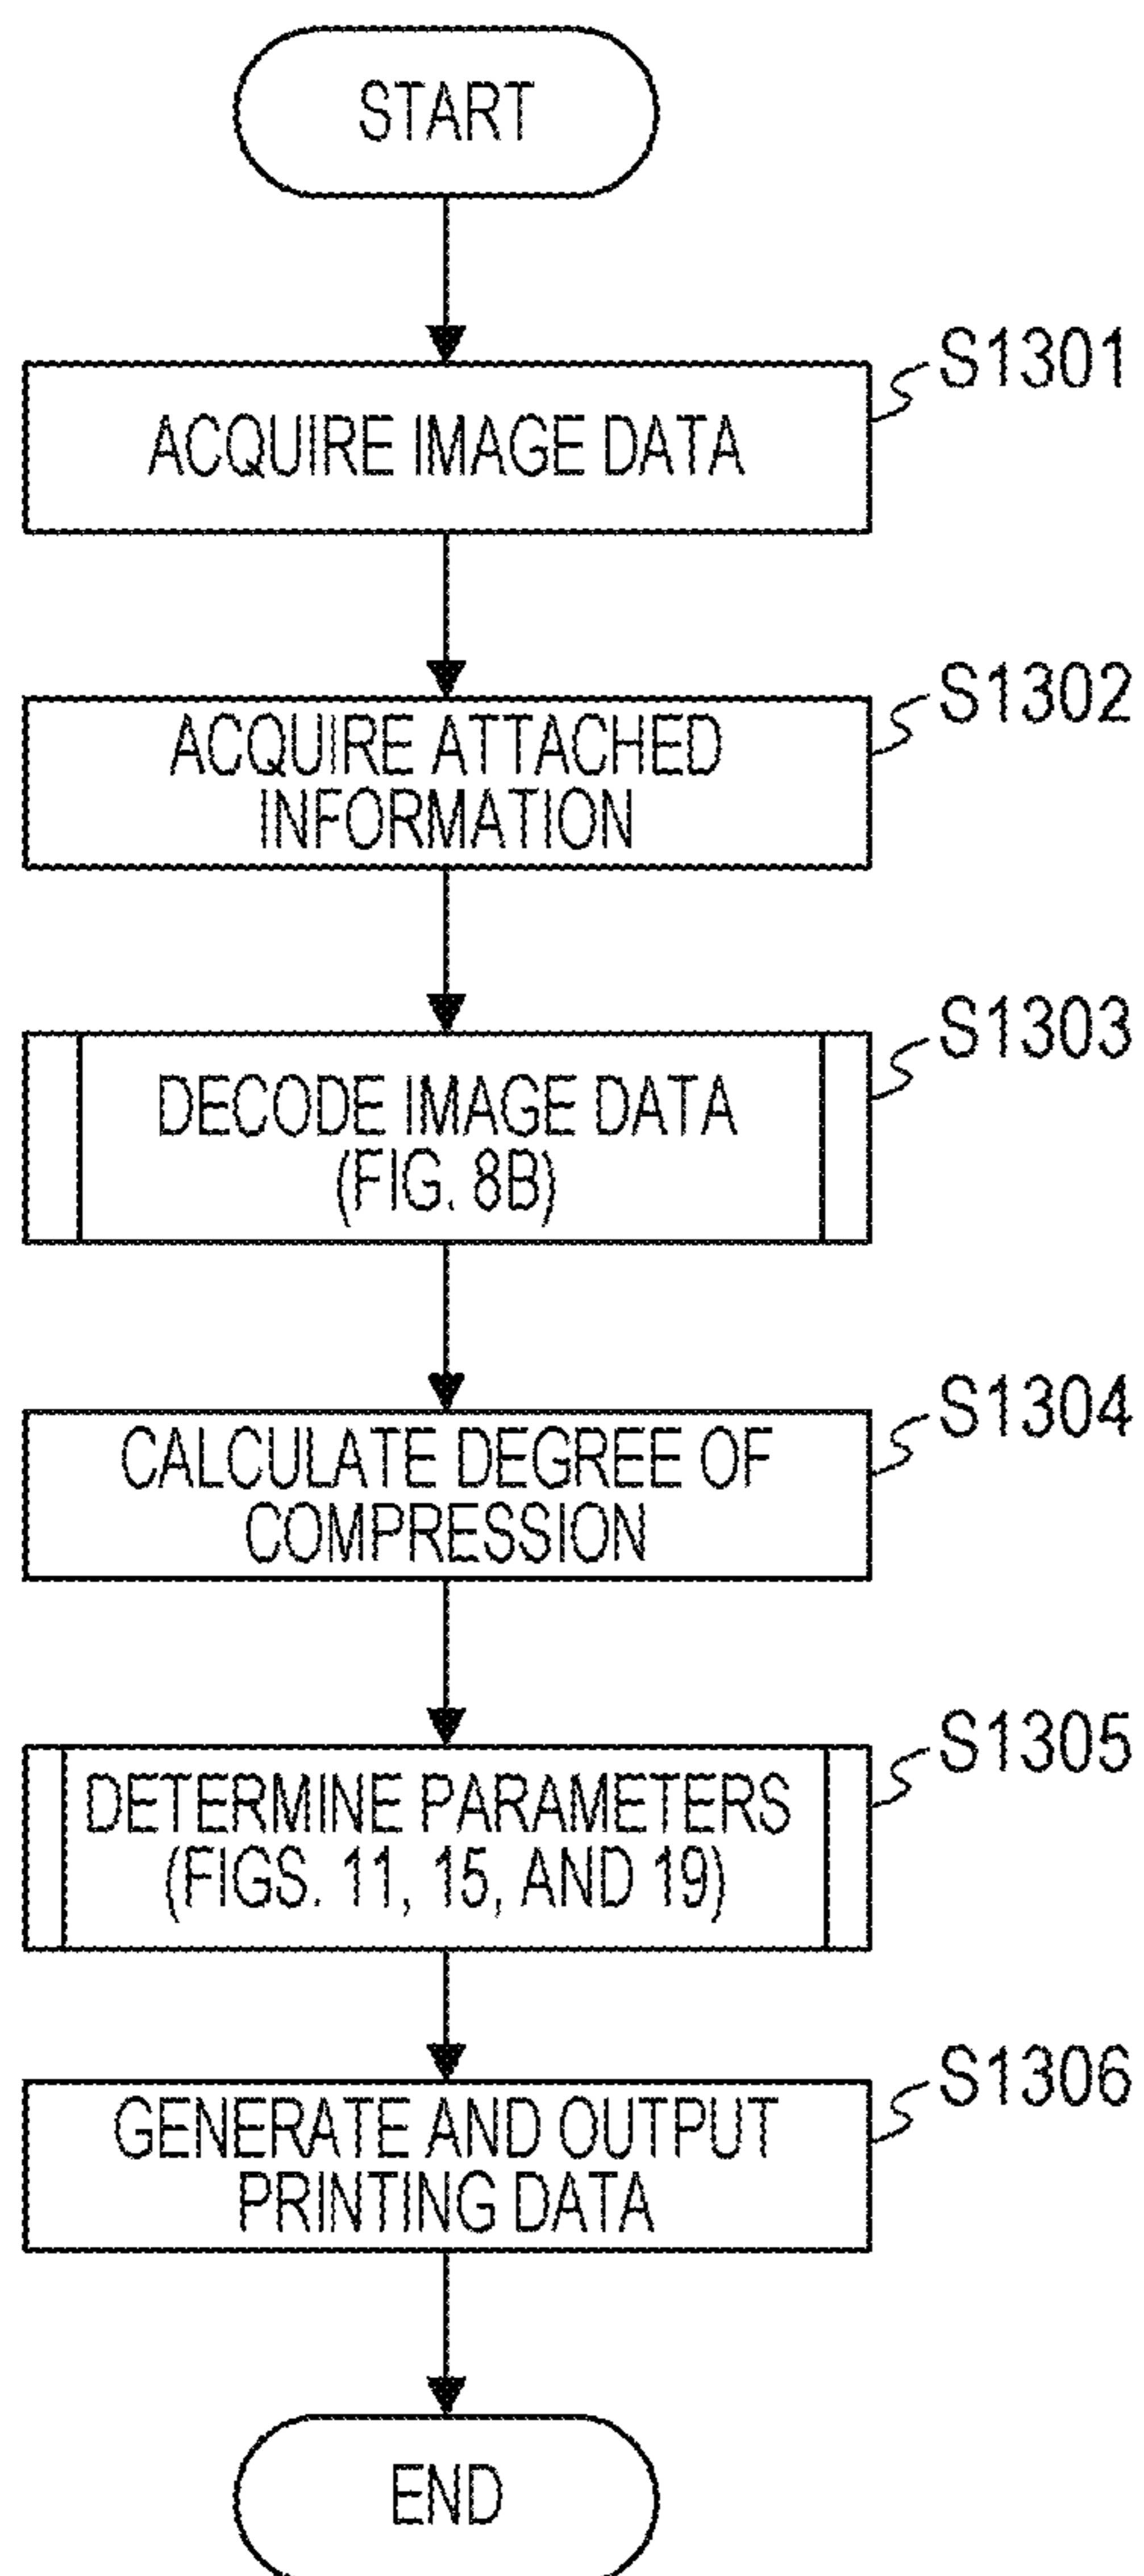 START
S1301
ACQUIRE IMAGE DATA
S1302
ACQUIRE ATTACHED
INFORMATION
S1303
DECODE IMAGE DATA
(FIG. 8B)
S1304
CALCULATE DEGREE OF
COMPRESSION
S1305
DETERMINE PARAMETERS
(FIGS. 11, 15, AND 19)
S1306
GENERATE AND OUTPUT
PRINTING DATA
END